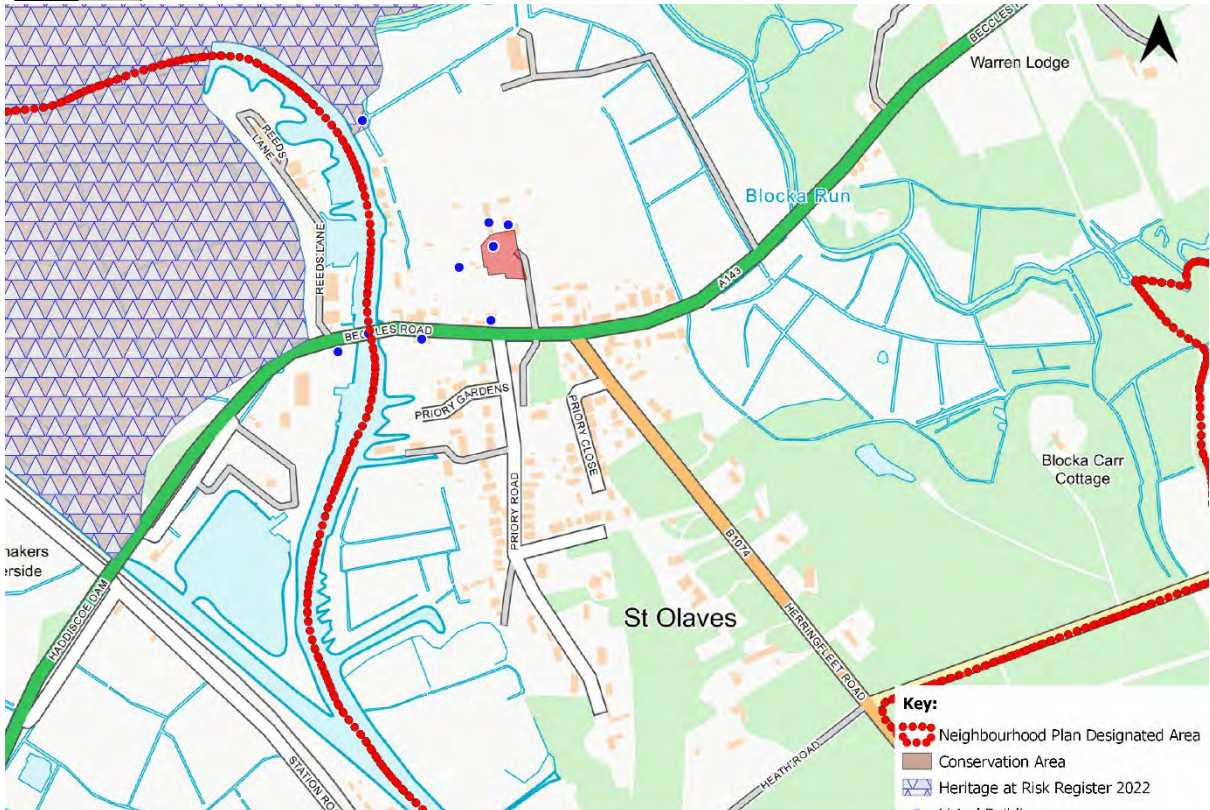 BECCLES
Warren Lodge
REEDS
LANE
Blocka Run
REEDS LANE
A143
BECCLES ROAD
PRIORY GARDENS
PRIORY CLOSE
Blocka Carr
Cottage
PRIORY ROAD
B1074
makers
erside
St Olaves
HADDISCOE DAM
HERRINGFLEET ROAD
Key:
Neighbourhood Plan Designated Area
Conservation Area
HEATH ROAD
STATION RO
Heritage at Risk Register 2022